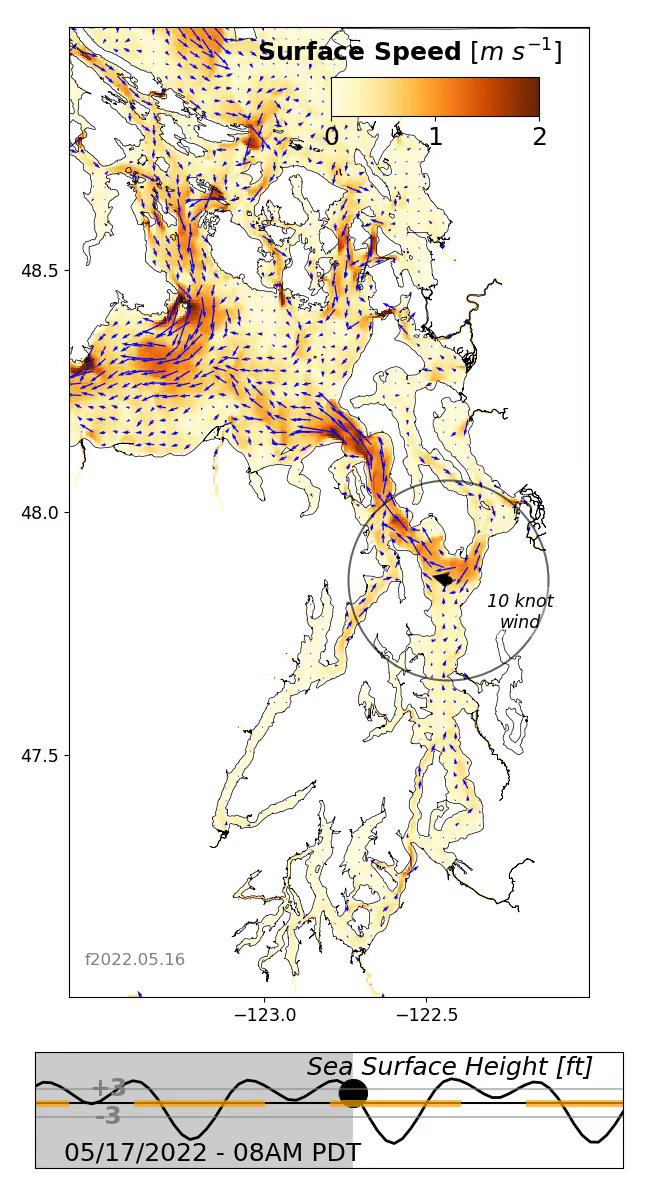 Surface Speed [m s⁻¹]
0 1 2
48.5
48.0
10 knot
wind
47.5
f2022.05.16
−123.0 −122.5
Sea Surface Height [ft]
+3
-3
05/17/2022 - 08AM PDT